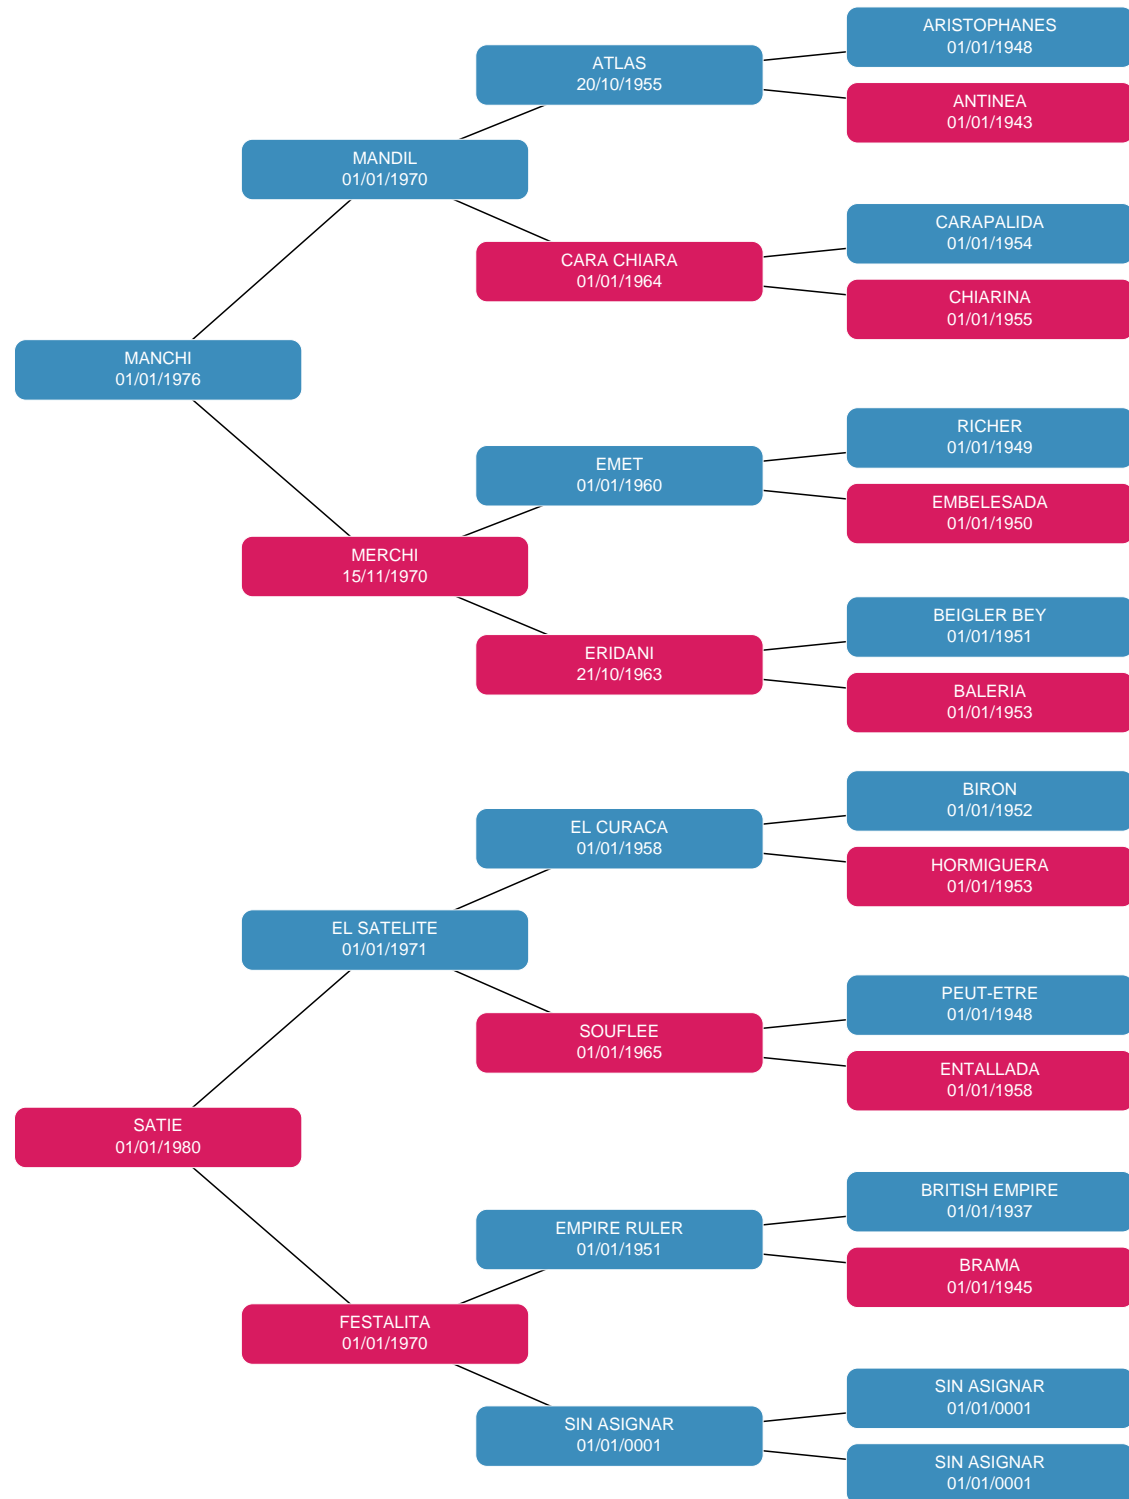 ARISTOPHANES
01/01/1948
ATLAS
20/10/1955
ANTINEA
01/01/1943
MANDIL
01/01/1970
CARAPALIDA
01/01/1954
CARA CHIARA
01/01/1964
CHIARINA
01/01/1955
MANCHI
01/01/1976
RICHER
01/01/1949
EMET
01/01/1960
EMBELESADA
01/01/1950
MERCHI
15/11/1970
BEIGLER BEY
01/01/1951
ERIDANI
21/10/1963
BALERIA
01/01/1953
BIRON
01/01/1952
EL CURACA
01/01/1958
HORMIGUERA
01/01/1953
EL SATELITE
01/01/1971
PEUT-ETRE
01/01/1948
SOUFLEE
01/01/1965
ENTALLADA
01/01/1958
SATIE
01/01/1980
BRITISH EMPIRE
01/01/1937
EMPIRE RULER
01/01/1951
BRAMA
01/01/1945
FESTALITA
01/01/1970
SIN ASIGNAR
01/01/0001
SIN ASIGNAR
01/01/0001
SIN ASIGNAR
01/01/0001